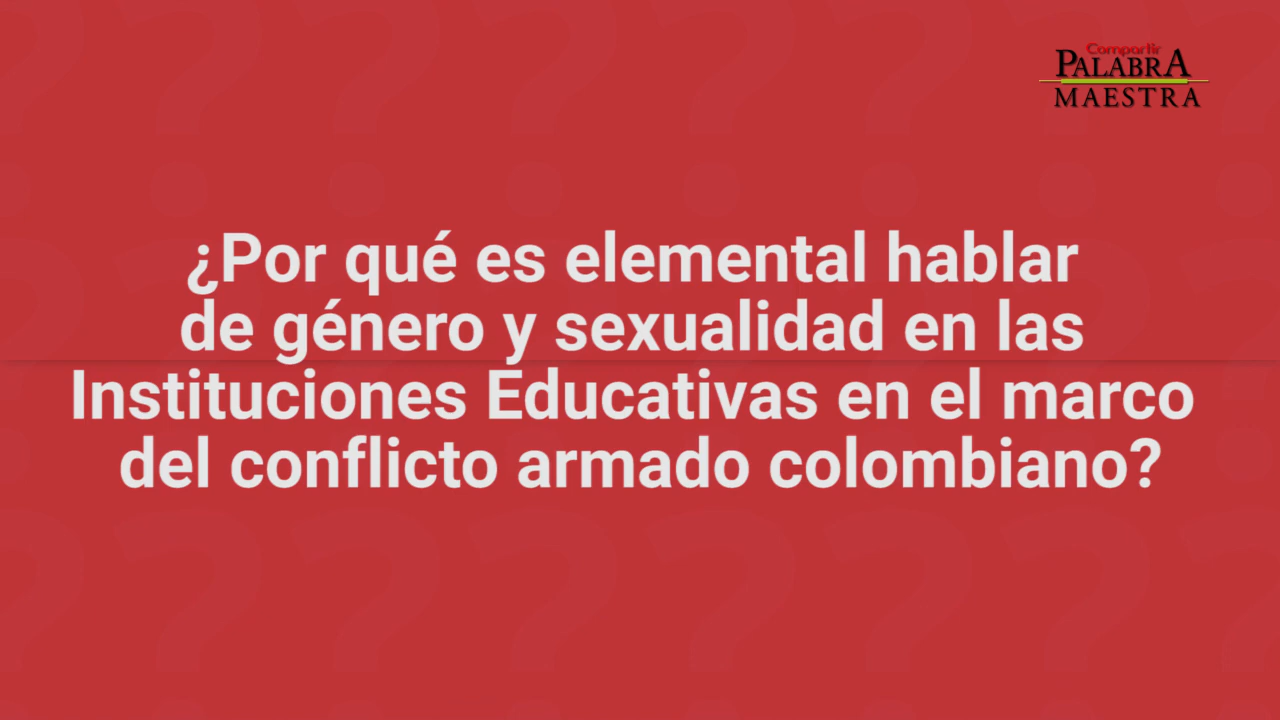 Compartir
PALABRA
MAESTRA
¿Por qué es elemental hablar
de género y sexualidad en las
Instituciones Educativas en el marco
del conflicto armado colombiano?